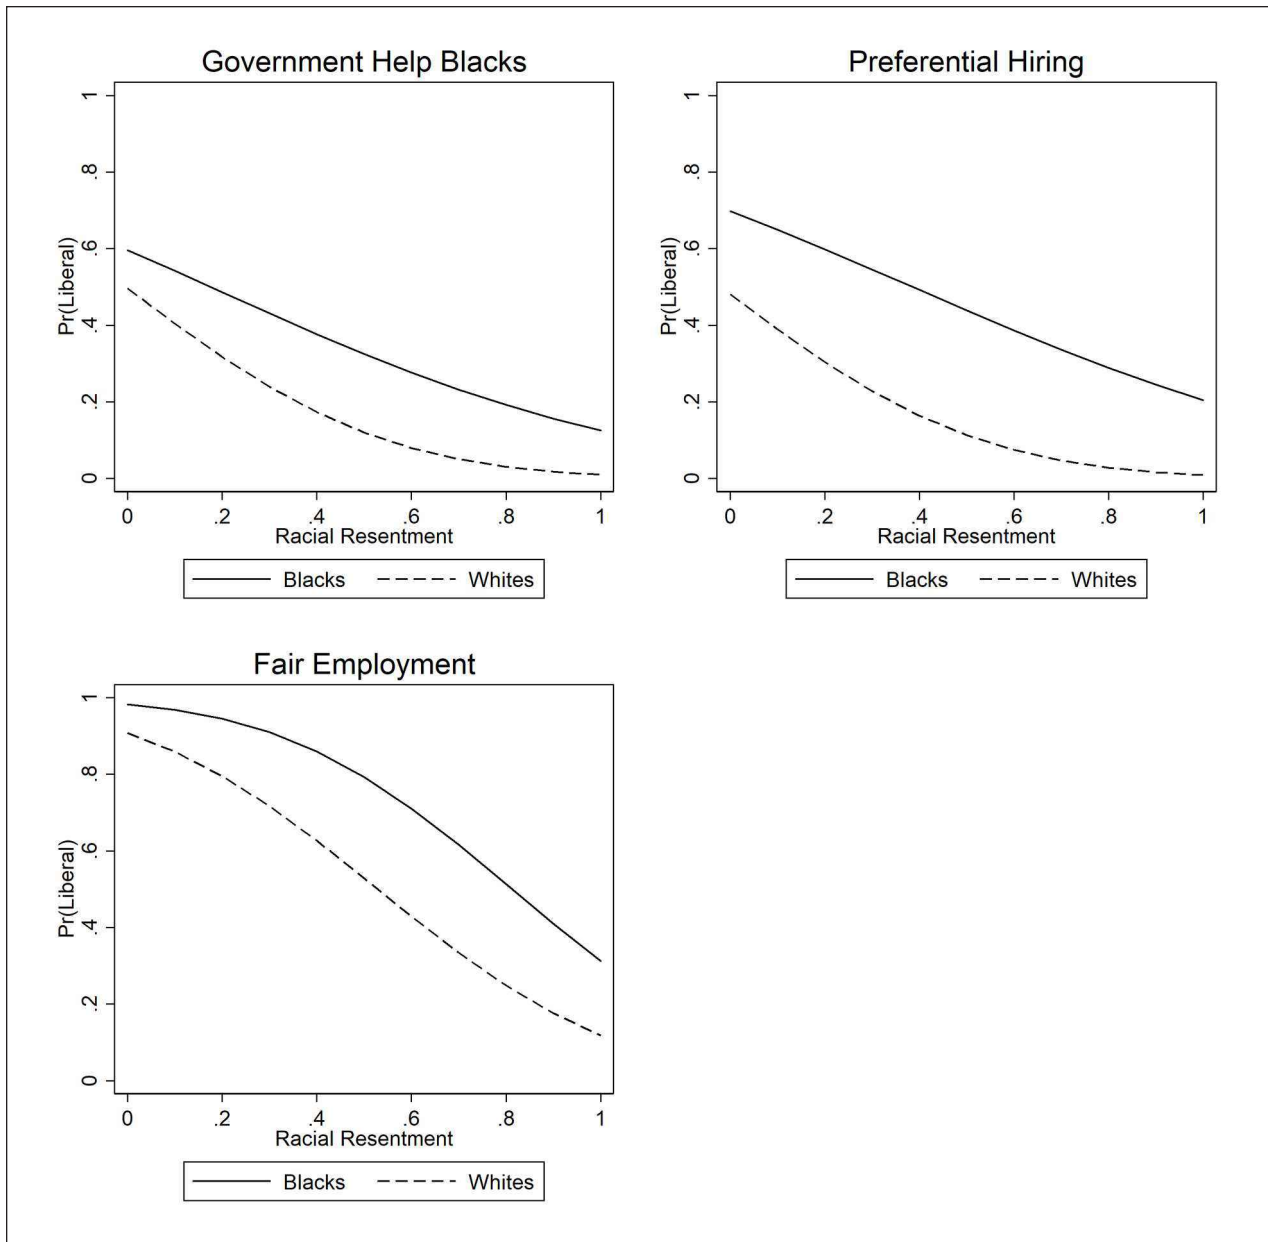 Government Help Blacks
Pr(Liberal)
1
.8
.6
.4
.2
0
0 .2 .4 .6 .8 1
Racial Resentment
Blacks Whites
Preferential Hiring
Pr(Liberal)
1
.8
.6
.4
.2
0
0 .2 .4 .6 .8 1
Racial Resentment
Blacks Whites
Fair Employment
Pr(Liberal)
1
.8
.6
.4
.2
0
0 .2 .4 .6 .8 1
Racial Resentment
Blacks Whites